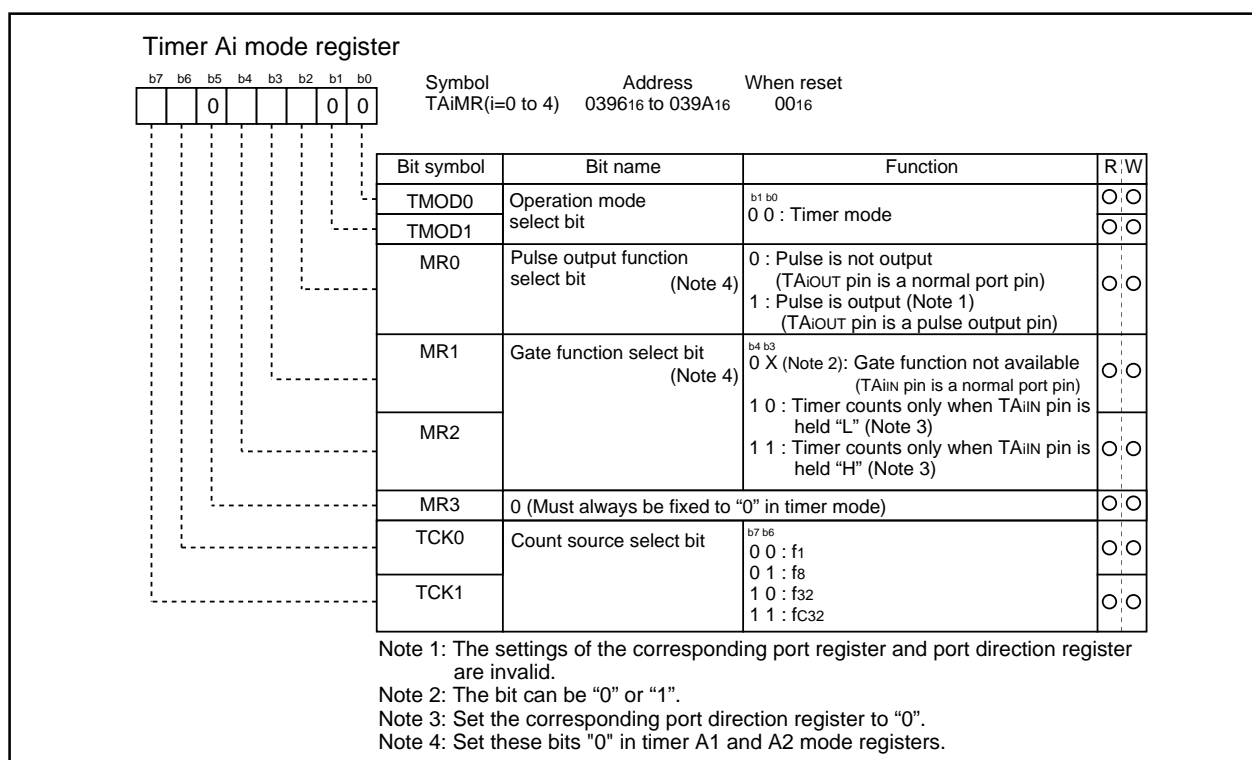 Timer Ai mode register
b7 b6 b5 b4 b3 b2 b1 b0
0 0 0
Symbol Address When reset
TAiMR(i=0 to 4) 039616 to 039A16 0016
Bit symbol Bit name Function R W
TMOD0 Operation mode select bit b1 b0
0 0 : Timer mode
TMOD1
MR0 Pulse output function select bit (Note 4) 0 : Pulse is not output
(TAiOUT pin is a normal port pin)
1 : Pulse is output (Note 1)
(TAiOUT pin is a pulse output pin)
MR1 Gate function select bit (Note 4) b4 b3
0 X (Note 2): Gate function not available
(TAiIN pin is a normal port pin)
1 0 : Timer counts only when TAiIN pin is
held “L” (Note 3)
MR2 1 1 : Timer counts only when TAiIN pin is
held “H” (Note 3)
MR3 0 (Must always be fixed to “0” in timer mode)
TCK0 Count source select bit b7 b6
0 0 : f1
0 1 : f8
TCK1 1 0 : f32
1 1 : fC32
Note 1: The settings of the corresponding port register and port direction register
are invalid.
Note 2: The bit can be “0” or “1”.
Note 3: Set the corresponding port direction register to “0”.
Note 4: Set these bits "0" in timer A1 and A2 mode registers.